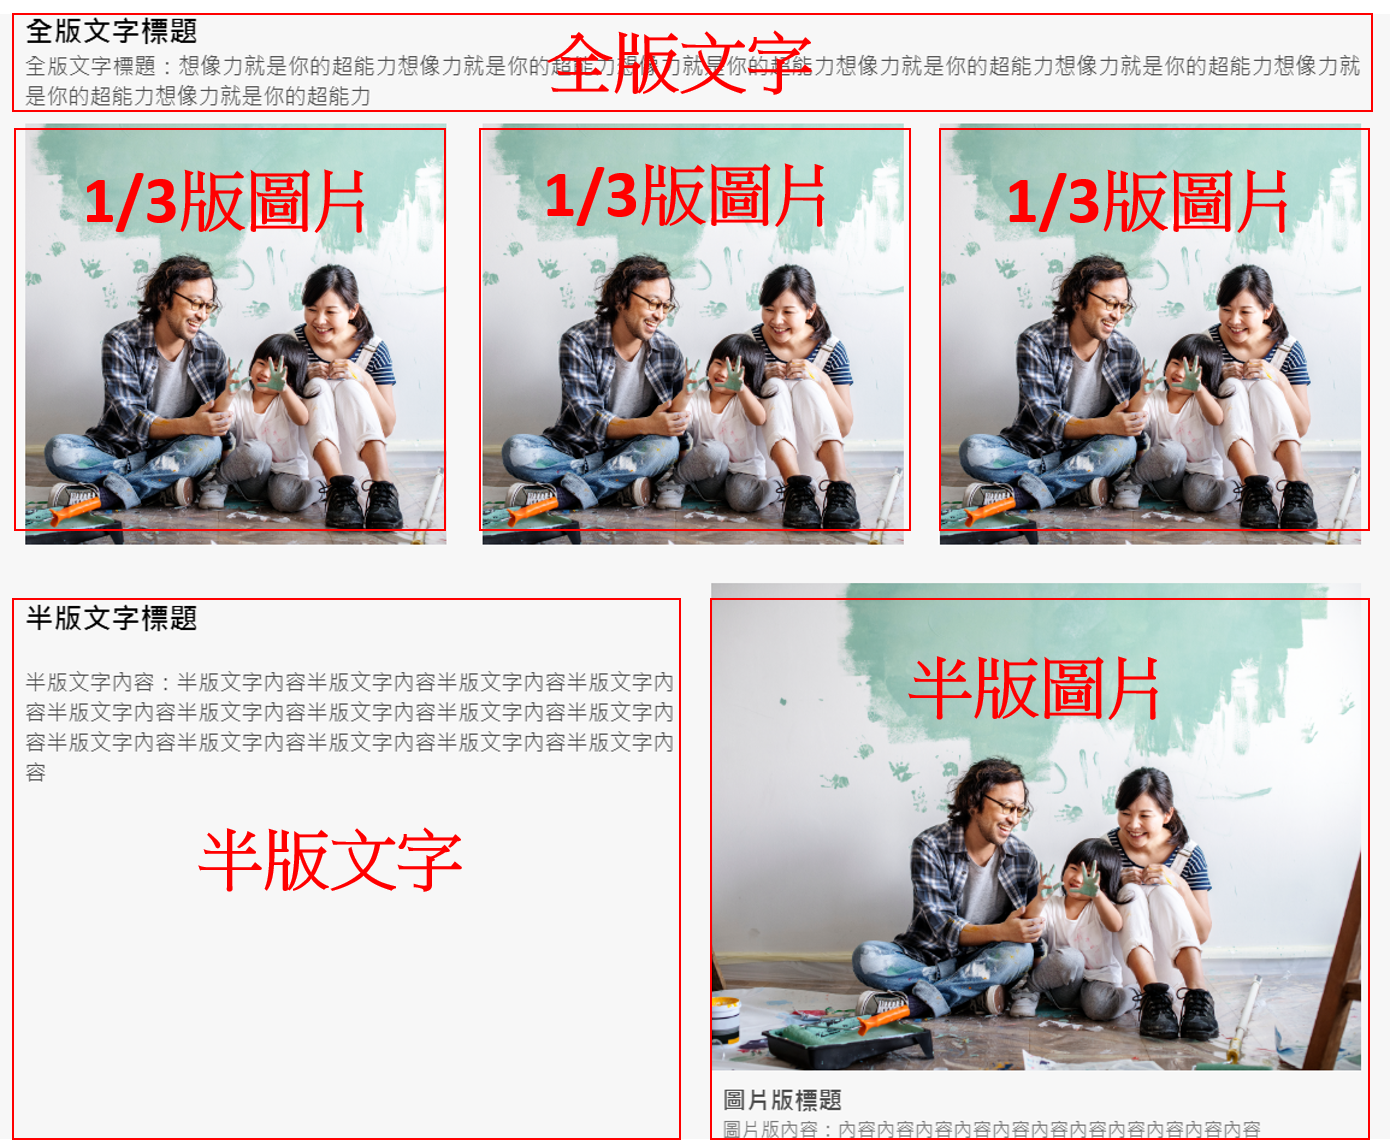 全版文字標題
全版文字
全版文字標題：想像力就是你的超能力想像力就是你的超能力想像力就是你的超能力想像力就是你的超能力想像力就是你的超能力想像力就
是你的超能力想像力就是你的超能力
1/3版圖片
1/3版圖片
1/3版圖片
半版文字標題
半版文字內容：半版文字內容半版文字內容半版文字內容半版文字內
容半版文字內容半版文字內容半版文字內容半版文字內容半版文字內
容半版文字內容半版文字內容半版文字內容半版文字內容半版文字內
容
半版文字
半版圖片
圖片版標題
圖片版內容：內容內容內容內容內容內容內容內容內容內容內容